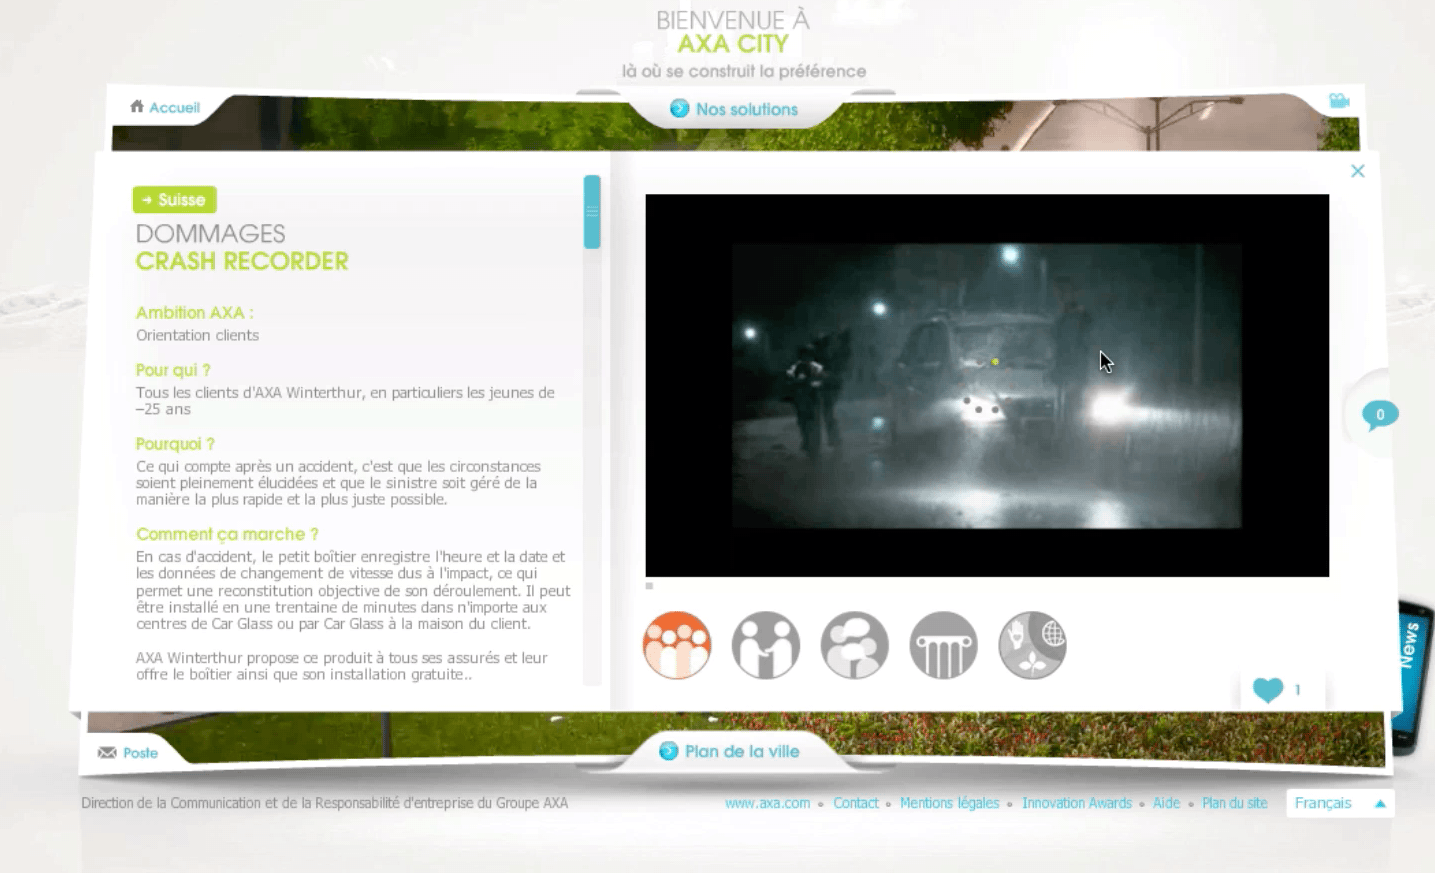 BIENVENUE À
AXA CITY
là où se construit la préférence
Accueil
Nos solutions
Suisse
DOMMAGES
CRASH RECORDER
Ambition AXA :
Orientation clients
Pour qui ?
Tous les clients d'AXA Winterthur, en particuliers les jeunes de
–25 ans
Pourquoi ?
Ce qui compte après un accident, c'est que les circonstances
soient pleinement élucidées et que le sinistre soit géré de la
manière la plus rapide et la plus juste possible.
Comment ça marche ?
En cas d'accident, le petit boîtier enregistre l'heure et la date et
les données de changement de vitesse dus à l'impact, ce qui
permet une reconstitution objective de son déroulement. Il peut
être installé en une trentaine de minutes dans n'importe aux
centres de Car Glass ou par Car Glass à la maison du client.
AXA Winterthur propose ce produit à tous ses assurés et leur
offre le boîtier ainsi que son installation gratuite..
0
News
1
Poste
Plan de la ville
Direction de la Communication et de la Responsabilité d'entreprise du Groupe AXA
www.axa.com
Contact
Mentions légales
Innovation Awards
Aide
Plan du site
Français